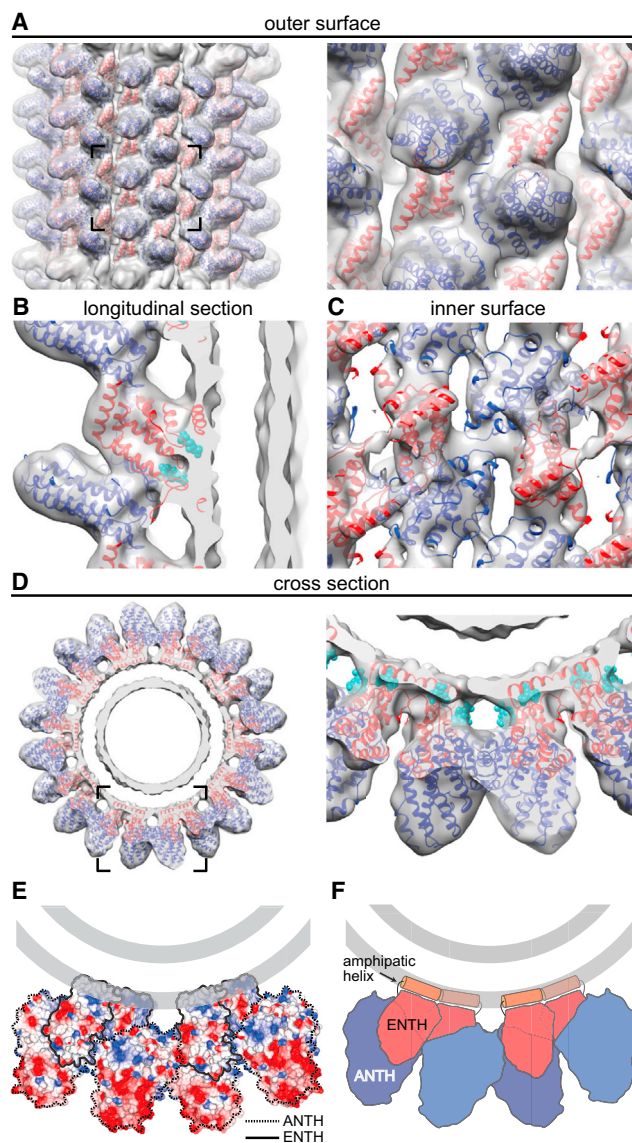 A
outer surface
B
longitudinal section
C
inner surface
D
cross section
E
F
amphipatic
helix
ENTH
ANTH
ANTH
ENTH